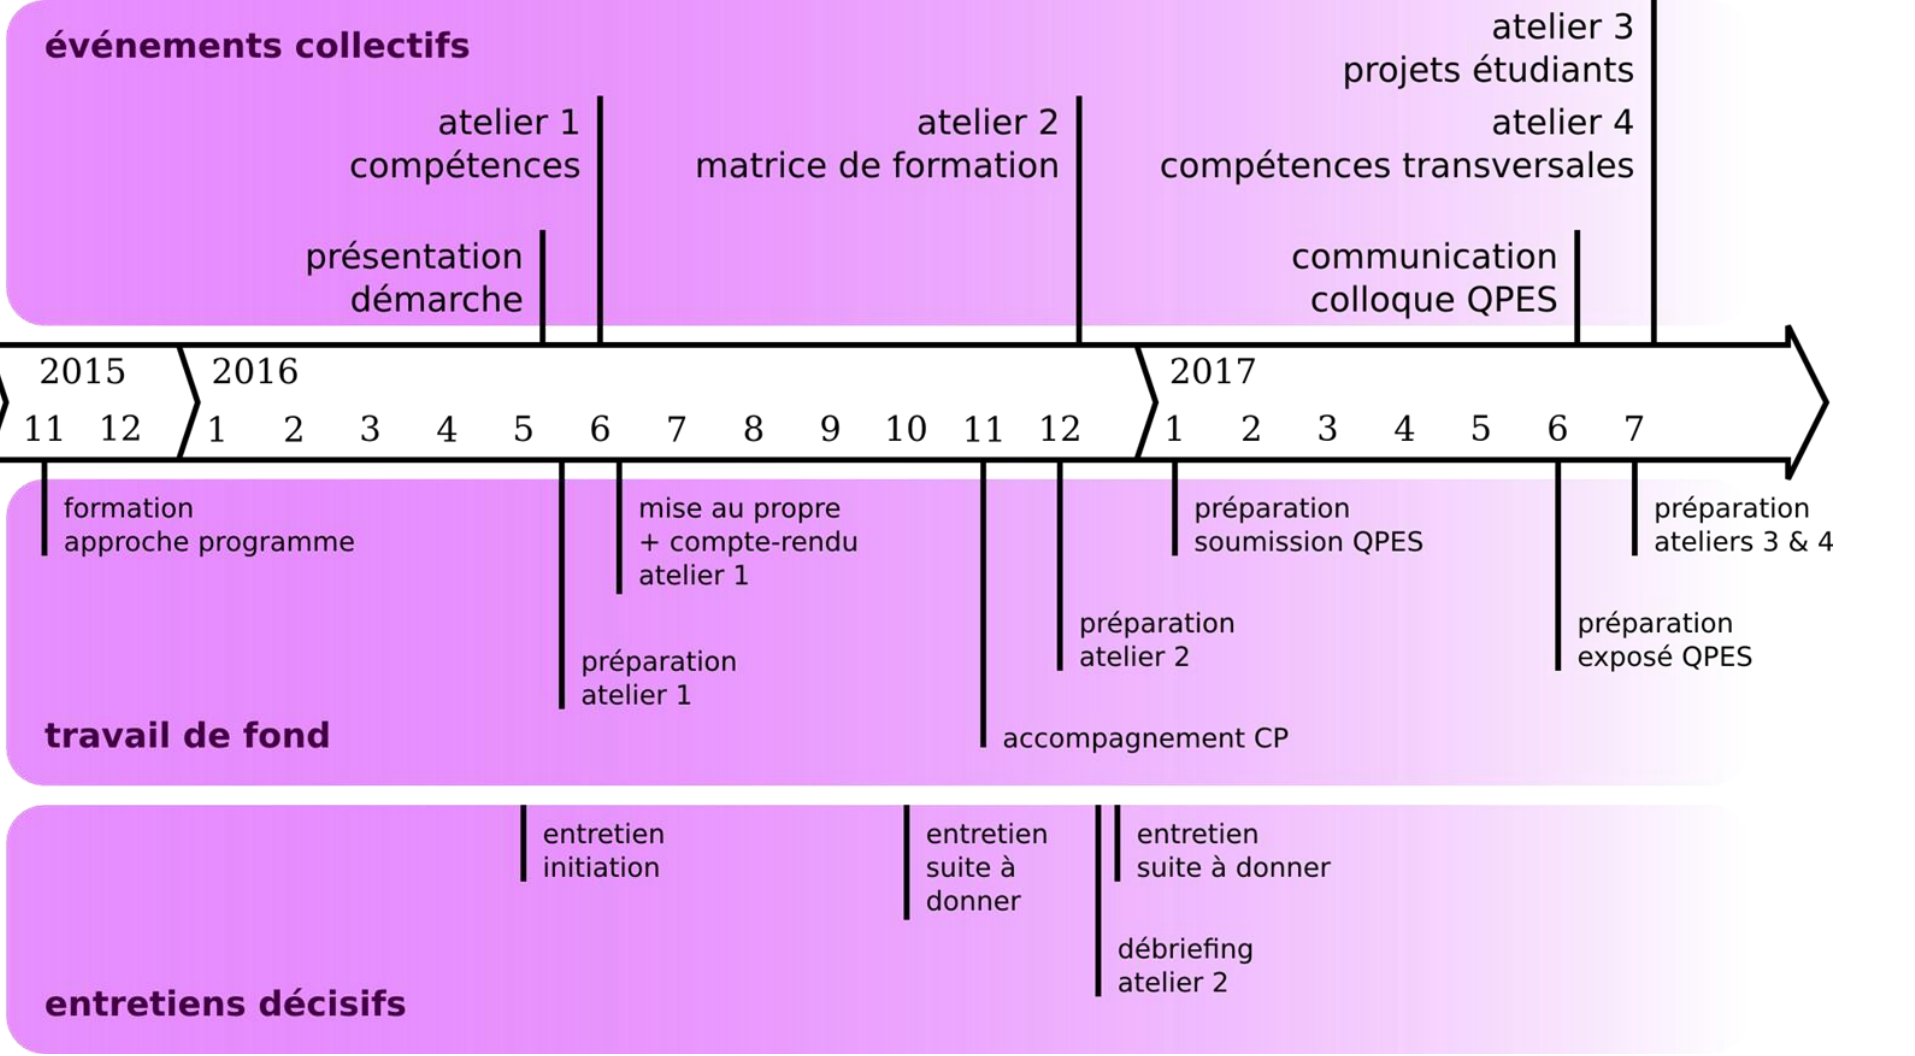 événements collectifs
atelier 3
projets étudiants
atelier 1
compétences
atelier 2
matrice de formation
atelier 4
compétences transversales
présentation
démarche
communication
colloque QPES
2015 2016 2017
11 12 1 2 3 4 5 6 7 8 9 10 11 12 1 2 3 4 5 6 7
formation
approche programme
mise au propre
+ compte-rendu
atelier 1
préparation
soumission QPES
préparation
ateliers 3 & 4
préparation
atelier 1
préparation
atelier 2
préparation
exposé QPES
travail de fond
accompagnement CP
entretien
initiation
entretien
suite à
donner
entretien
suite à donner
débriefing
atelier 2
entretiens décisifs